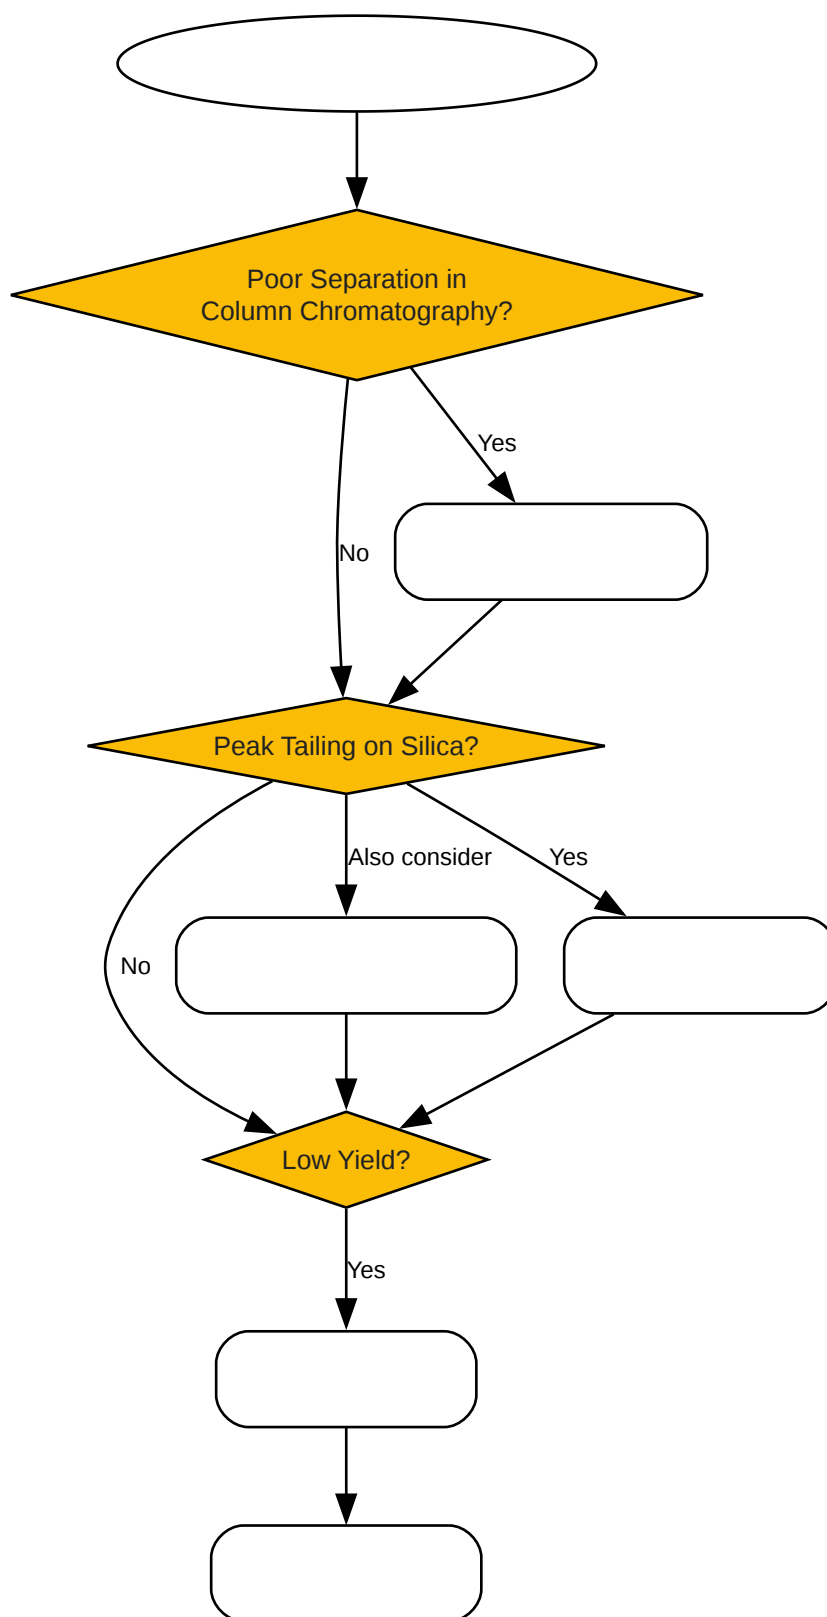 Poor Separation in
Column Chromatography?
Yes
No
Peak Tailing on Silica?
Also consider
Yes
No
Low Yield?
Yes